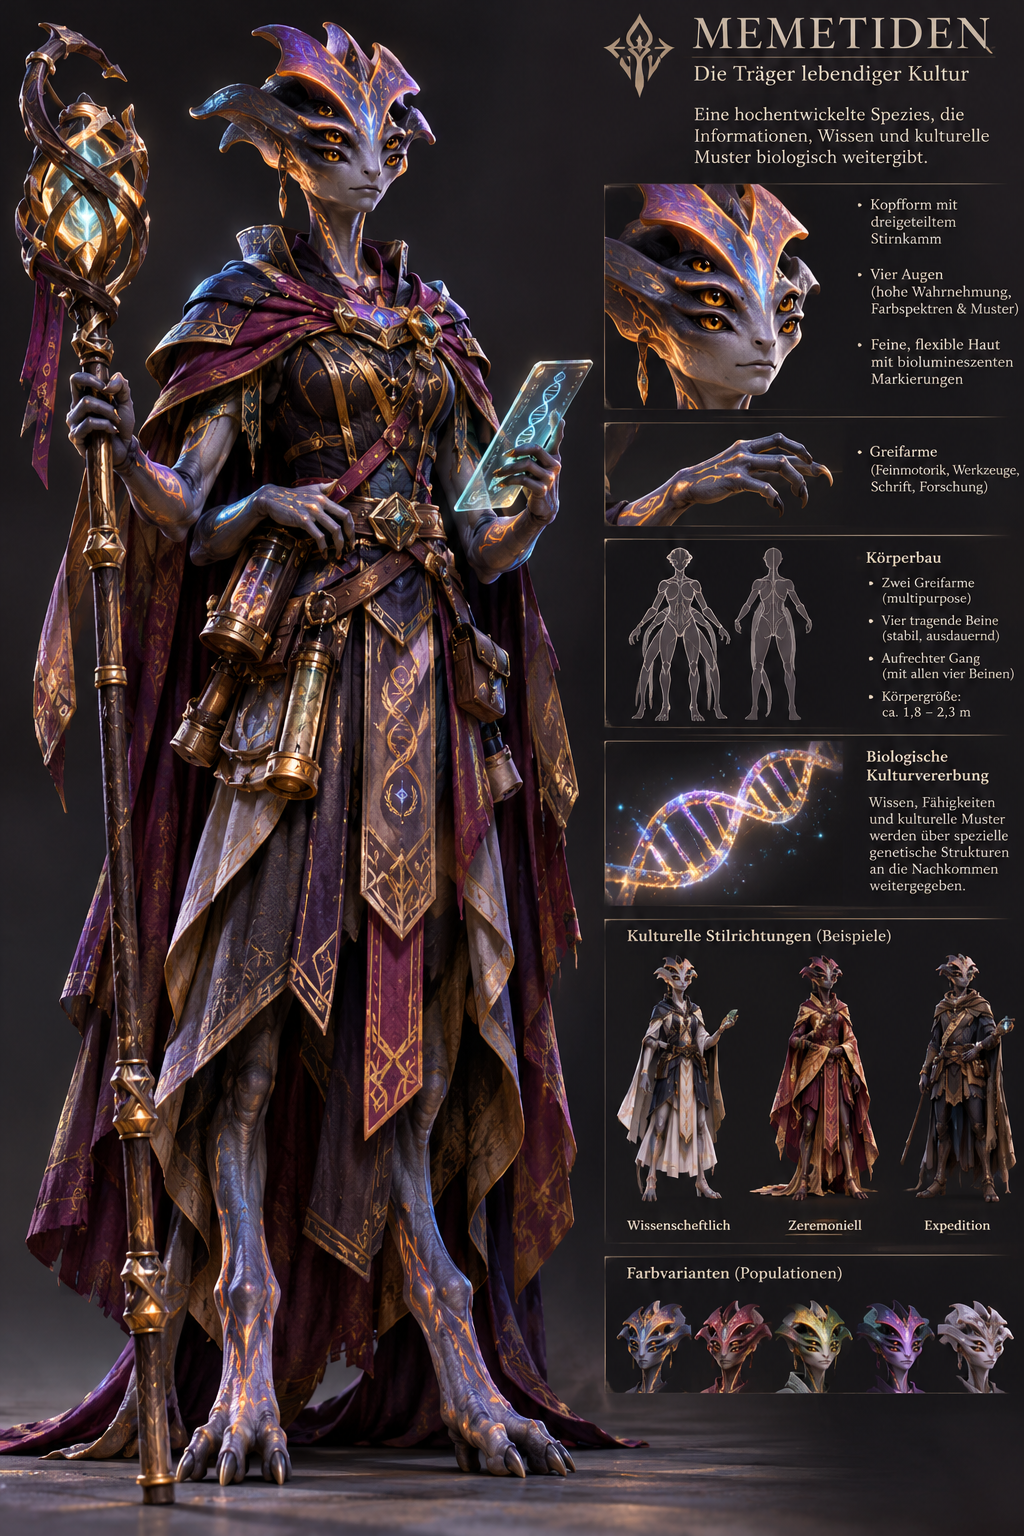 MEMETIDEN
Die Träger lebendiger Kultur
Eine hochentwickelte Spezies, die
Informationen, Wissen und kulturelle
Muster biologisch weitergibt.
• Kopfform mit
dreigeteiltem
Stirnkamm
• Vier Augen
(hohe Wahrnehmung,
Farbspektren & Muster)
• Feine, flexible Haut
mit biolumineszenten
Markierungen
• Greifarme
(Feinmotorik, Werkzeuge,
Schrift, Forschung)
Körperbau
• Zwei Greifarme
(multipurpose)
• Vier tragende Beine
(stabil, ausdauernd)
• Aufrechter Gang
(mit allen vier Beinen)
• Körpergröße:
ca. 1,8 – 2,3 m
Biologische
Kulturvererbung
Wissen, Fähigkeiten
und kulturelle Muster
werden über spezielle
genetische Strukturen
an die Nachkommen
weitergegeben.
Kulturelle Stilrichtungen (Beispiele)
Wissenscheftlich
Zeremoniell
Expedition
Farbvarianten (Populationen)